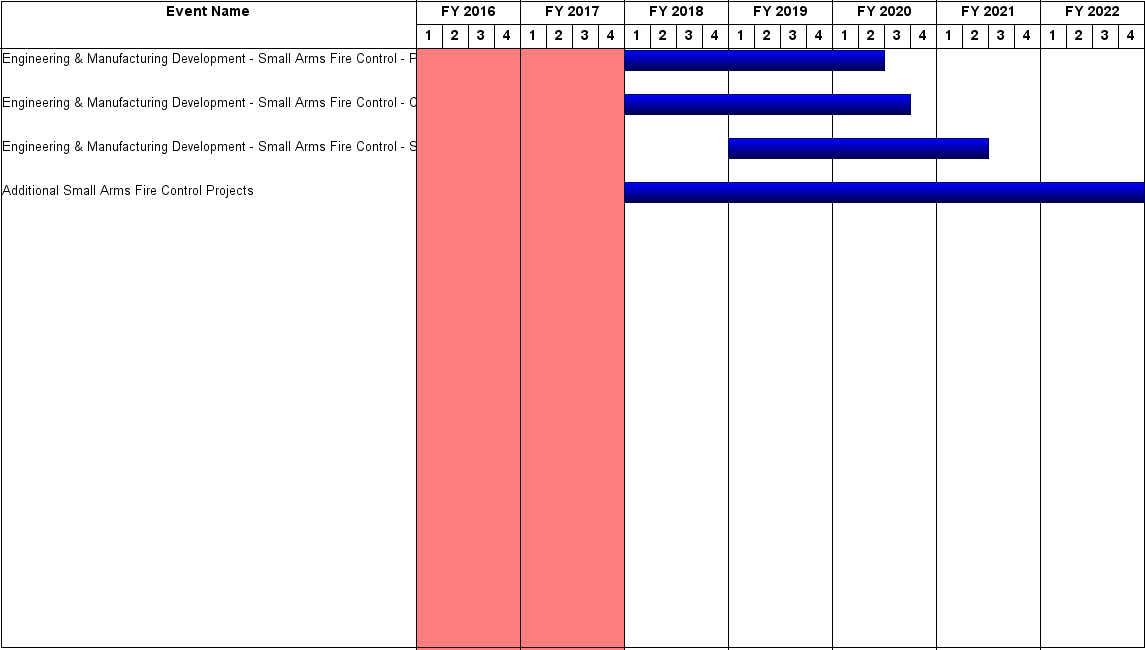 Event Name FY 2016 FY 2017 FY 2018 FY 2019 FY 2020 FY 2021 FY 2022
1 2 3 4 1 2 3 4 1 2 3 4 1 2 3 4 1 2 3 4 1 2 3 4 1 2 3 4
Engineering & Manufacturing Development - Small Arms Fire Control - P
Engineering & Manufacturing Development - Small Arms Fire Control -
Engineering & Manufacturing Development - Small Arms Fire Control - S
Additional Small Arms Fire Control Projects